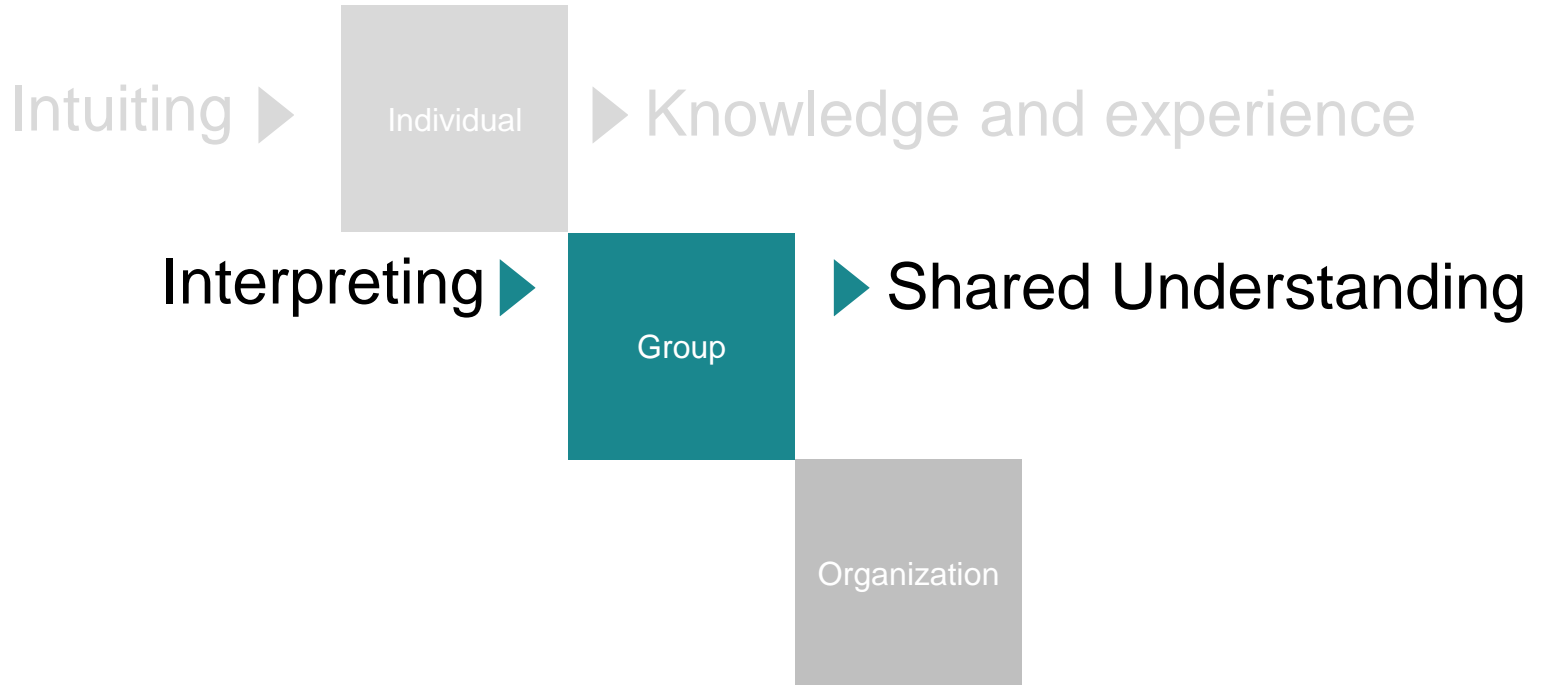 Intuiting
Individual
Knowledge and experience
Interpreting
Group
Shared Understanding
Organization